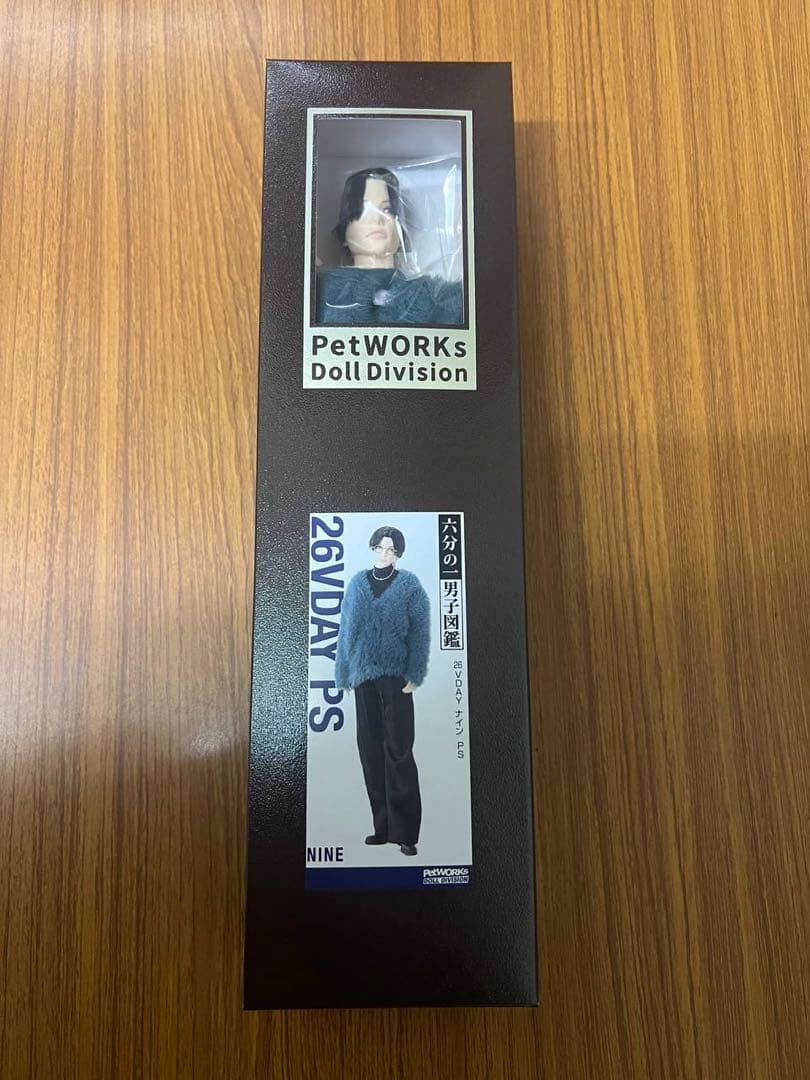 PetWORKs
Doll Division
26VDAY PS
六分の一男子図鑑
26 VDAY ナイン PS
NINE
PetWORKs
DOLL DIVISION